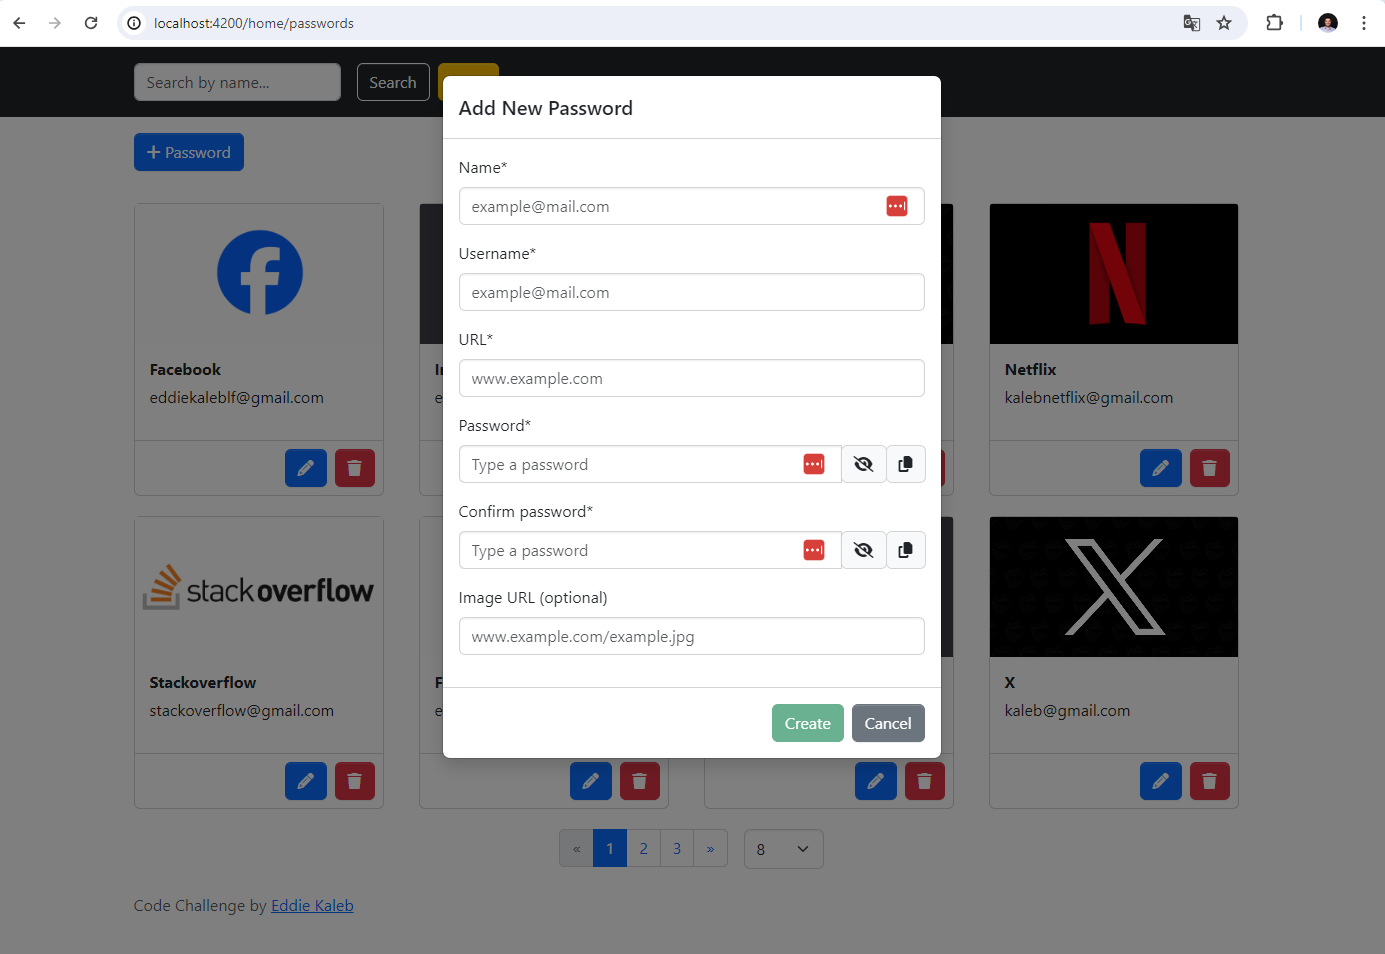 localhost:4200/home/passwords
Search by name...
Search
Add New Password
+ Password
Name*
example@mail.com
Username*
example@mail.com
URL*
www.example.com
Password*
Type a password
Confirm password*
Type a password
Image URL (optional)
www.example.com/example.jpg
Create
Cancel
Facebook
eddiekaleblf@gmail.com
Netflix
kalebnetflix@gmail.com
stackoverflow
Stackoverflow
stackoverflow@gmail.com
X
kaleb@gmail.com
« 1 2 3 » 8
Code Challenge by Eddie Kaleb